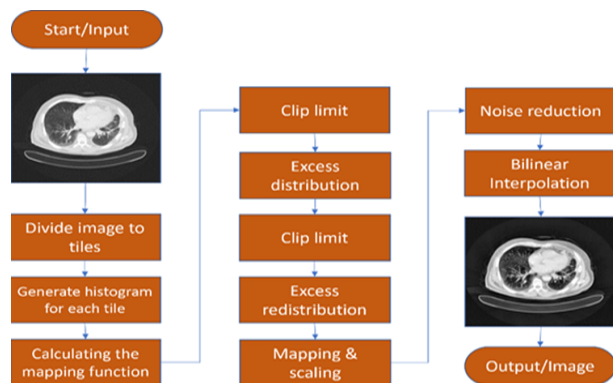 Start/Input
Divide image to
tiles
Generate histogram
for each tile
Calculating the
mapping function
Clip limit
Excess
distribution
Clip limit
Excess
redistribution
Mapping &
scaling
Noise reduction
Bilinear
Interpolation
Output/Image